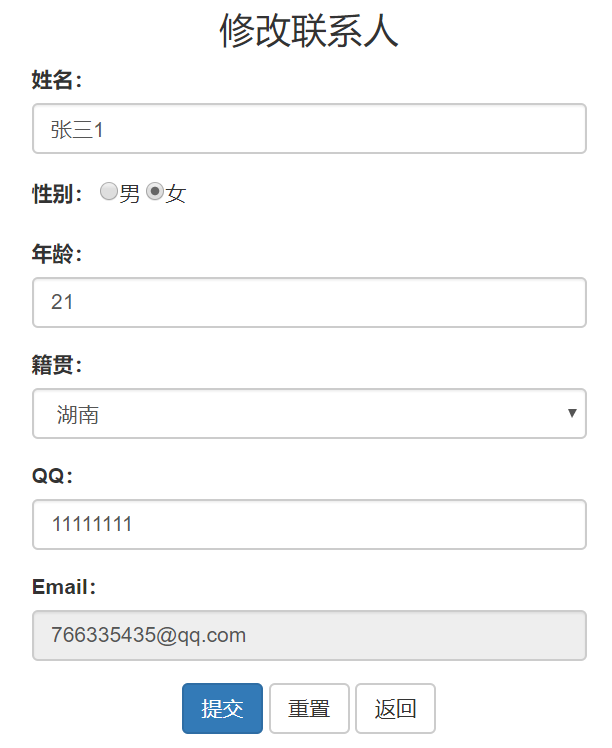 修改联系人
姓名：
张三1
性别： 男 女
年龄：
21
籍贯：
湖南
QQ：
11111111
Email：
766335435@qq.com
提交 重置 返回